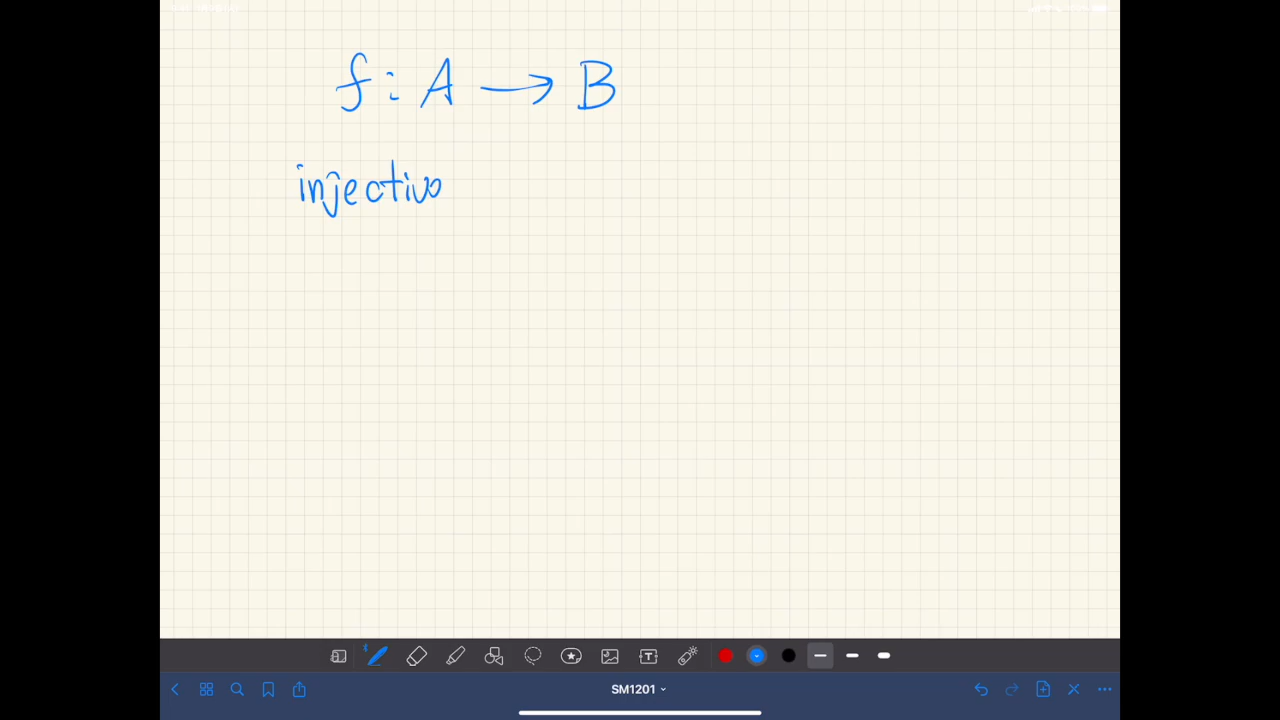 f: A → B
injective
SM1201